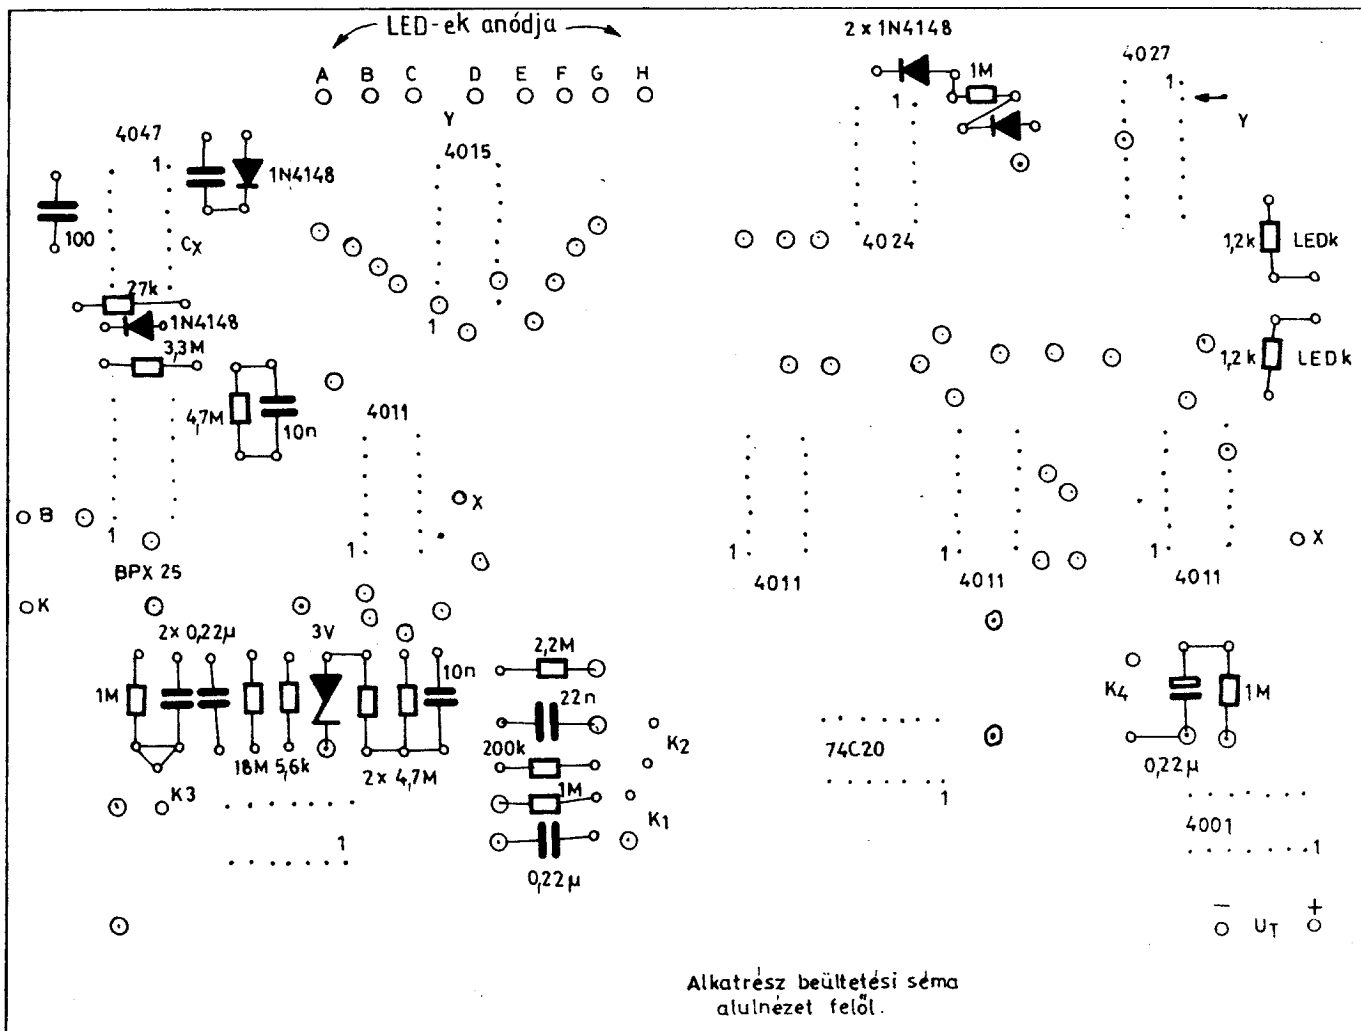 LED-ek anódja
2 x 1N4148
4027
A B C D E F G H
1M
1
1
Y
Y
4047
1
4015
1N4148
100
Cx
4024
1,2k LEDk
27k
1N4148
1
3,3M
1,2k LEDk
4,7M
10n
4011
B
X
1
1
1
1
1
X
BPX 25
4011
4011
4011
K
2x 0,22µ
3V
10n
2,2M
1M
22n
K4
1M
K2
200k
74C20
18M 5,6k
2x 4,7M
0,22µ
K3
1M
1
K1
4001
1
1
0,22µ
− UT +
Alkatrész beültetési séma
alulnézet felől.